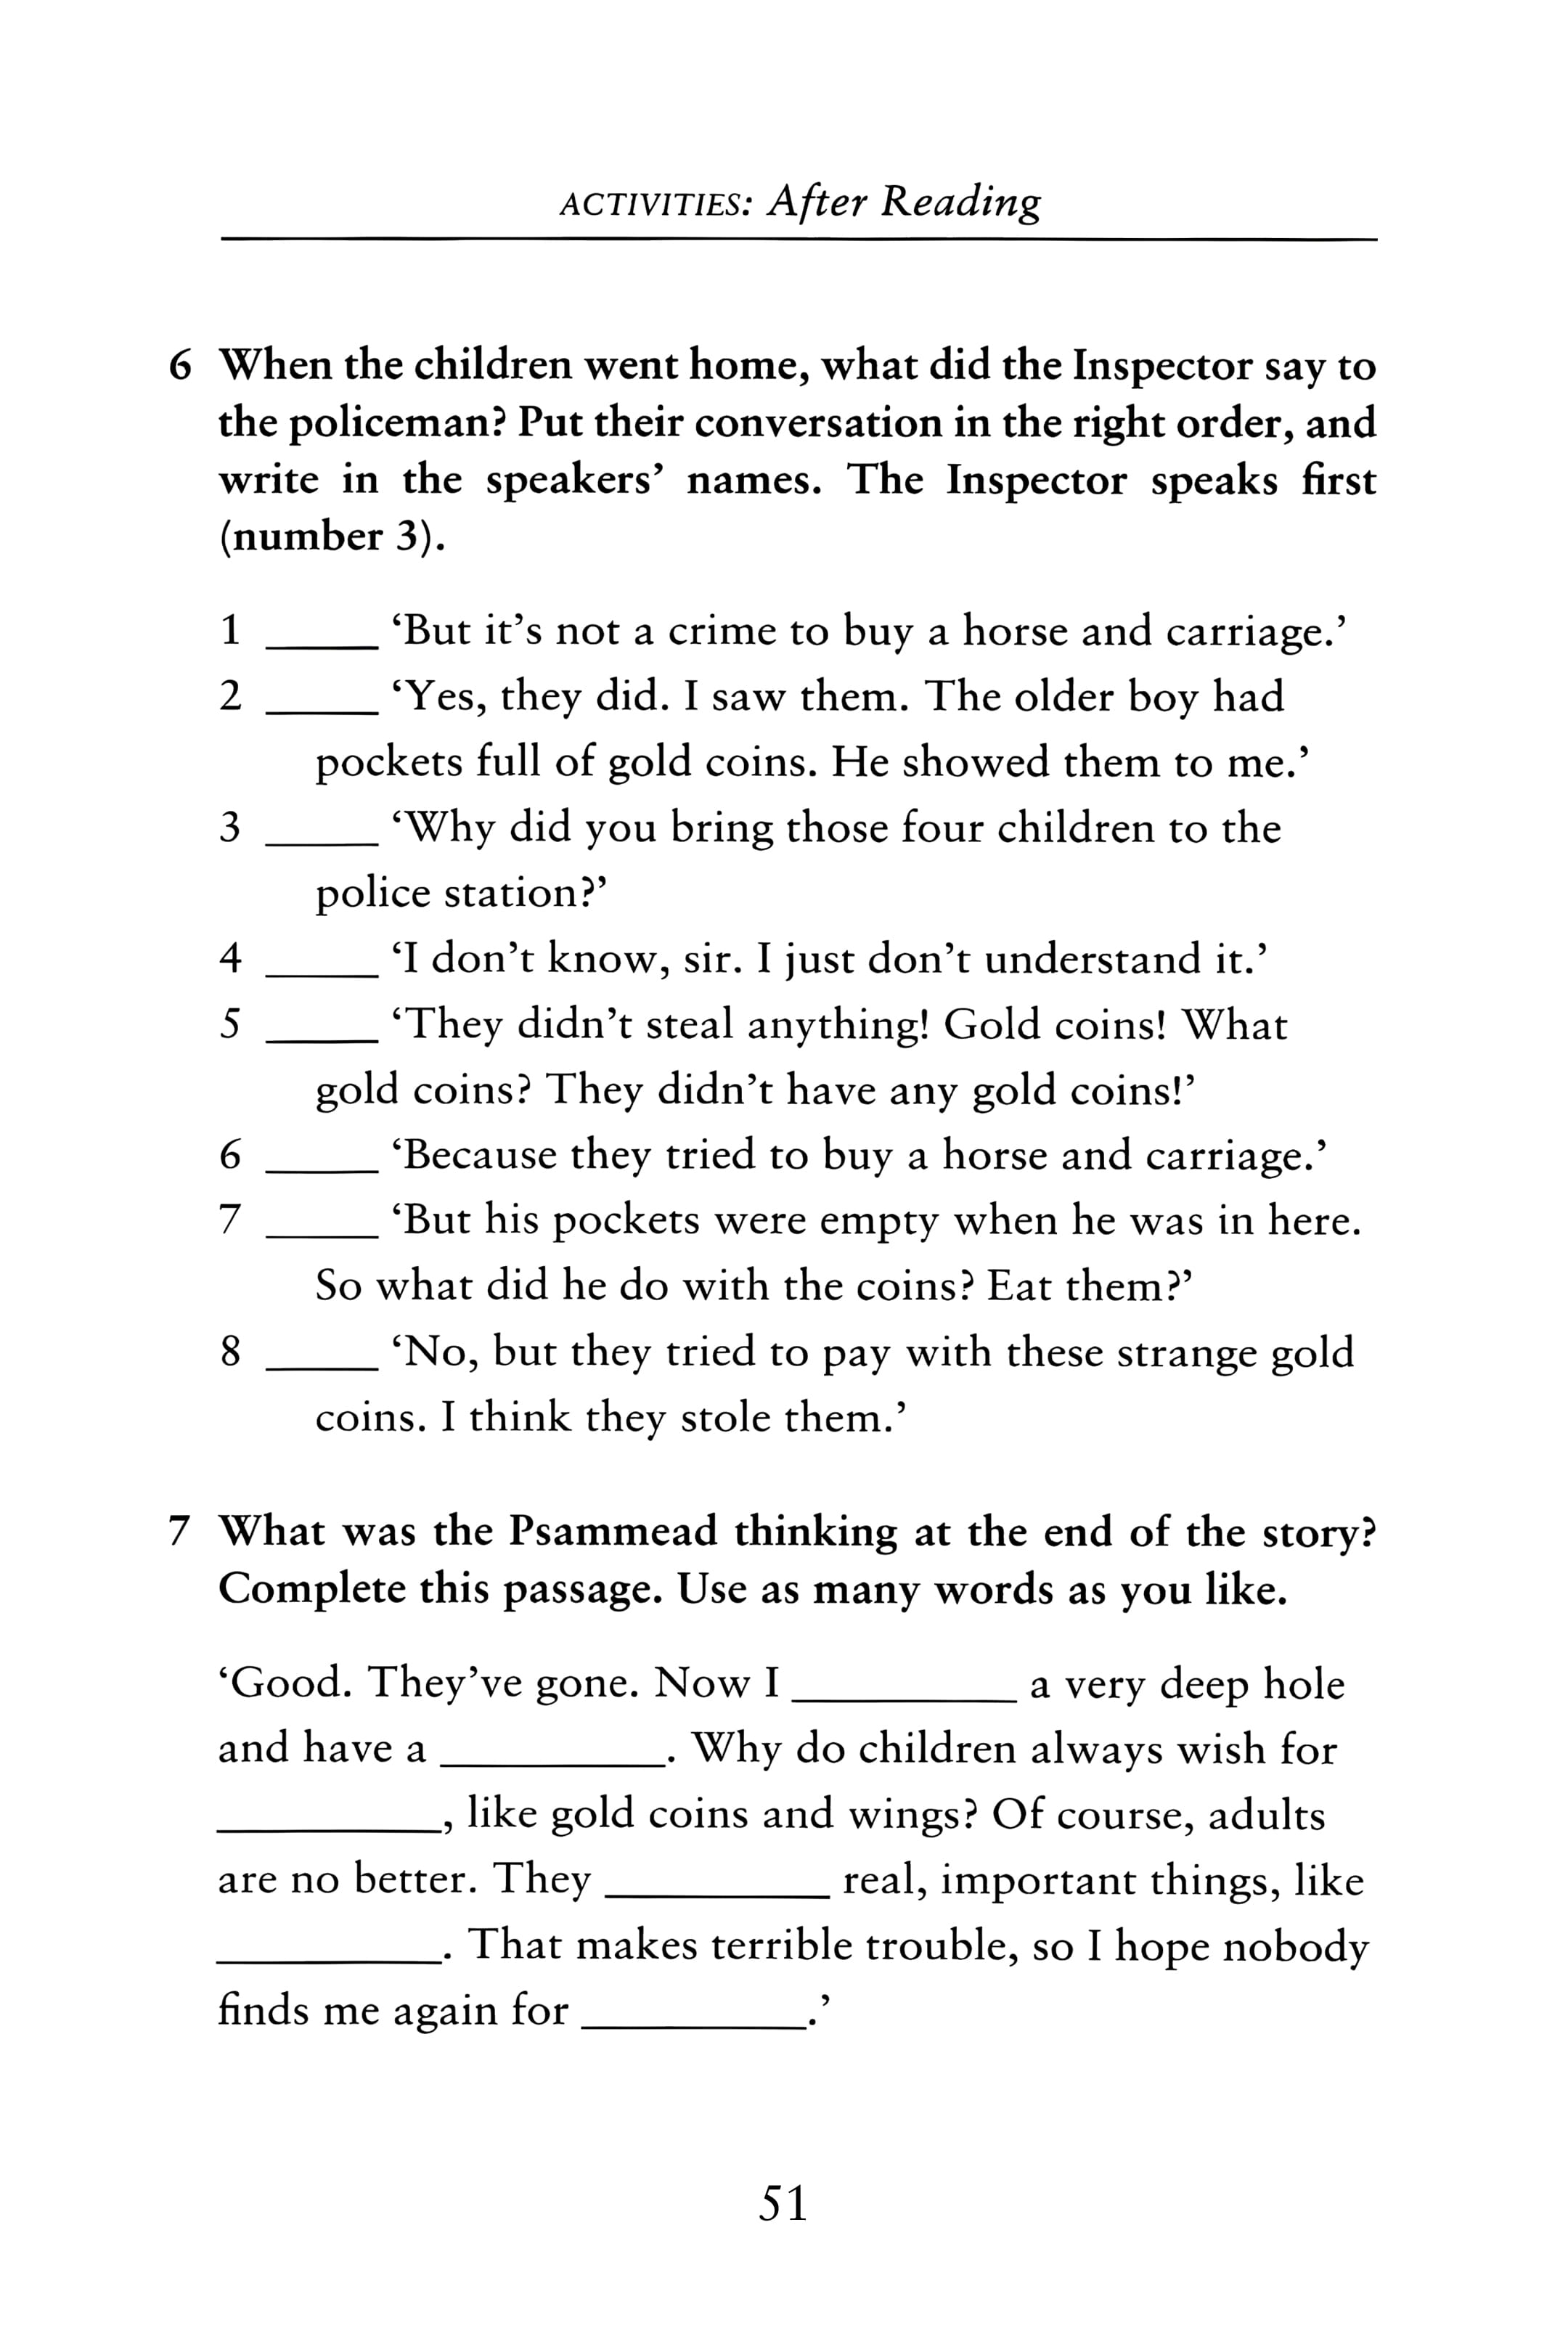 ACTIVITIES: After Reading
6 When the children went home, what did the Inspector say to
the policeman? Put their conversation in the right order, and
write in the speakers’ names. The Inspector speaks first
(number 3).
1 _____ ‘But it’s not a crime to buy a horse and carriage.’
2 _____ ‘Yes, they did. I saw them. The older boy had
pockets full of gold coins. He showed them to me.’
3 _____ ‘Why did you bring those four children to the
police station?’
4 _____ ‘I don’t know, sir. I just don’t understand it.’
5 _____ ‘They didn’t steal anything! Gold coins! What
gold coins? They didn’t have any gold coins!’
6 _____ ‘Because they tried to buy a horse and carriage.’
7 _____ ‘But his pockets were empty when he was in here.
So what did he do with the coins? Eat them?’
8 _____ ‘No, but they tried to pay with these strange gold
coins. I think they stole them.’
7 What was the Psammead thinking at the end of the story?
Complete this passage. Use as many words as you like.
‘Good. They’ve gone. Now I __________ a very deep hole
and have a __________. Why do children always wish for
__________, like gold coins and wings? Of course, adults
are no better. They __________ real, important things, like
__________. That makes terrible trouble, so I hope nobody
finds me again for __________.’
51